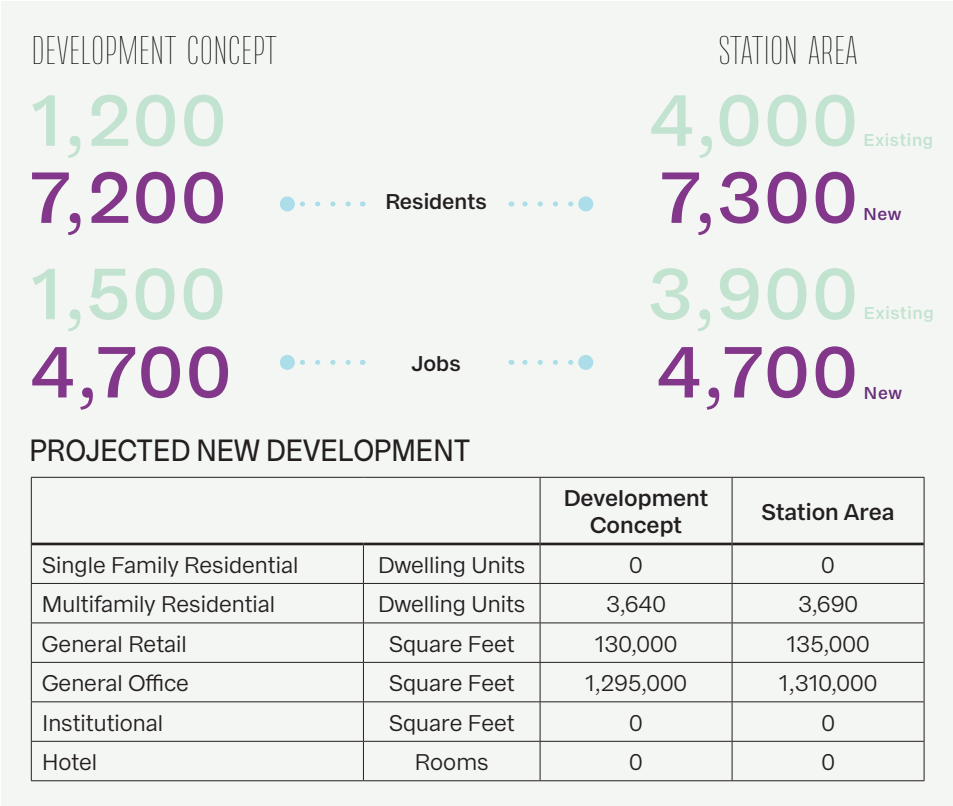 DEVELOPMENT CONCEPT STATION AREA
1,200 4,000 Existing
7,200 Residents 7,300 New
1,500 3,900 Existing
4,700 Jobs 4,700 New
PROJECTED NEW DEVELOPMENT
Development Concept Station Area
Single Family Residential Dwelling Units 0 0
Multifamily Residential Dwelling Units 3,640 3,690
General Retail Square Feet 130,000 135,000
General Office Square Feet 1,295,000 1,310,000
Institutional Square Feet 0 0
Hotel Rooms 0 0